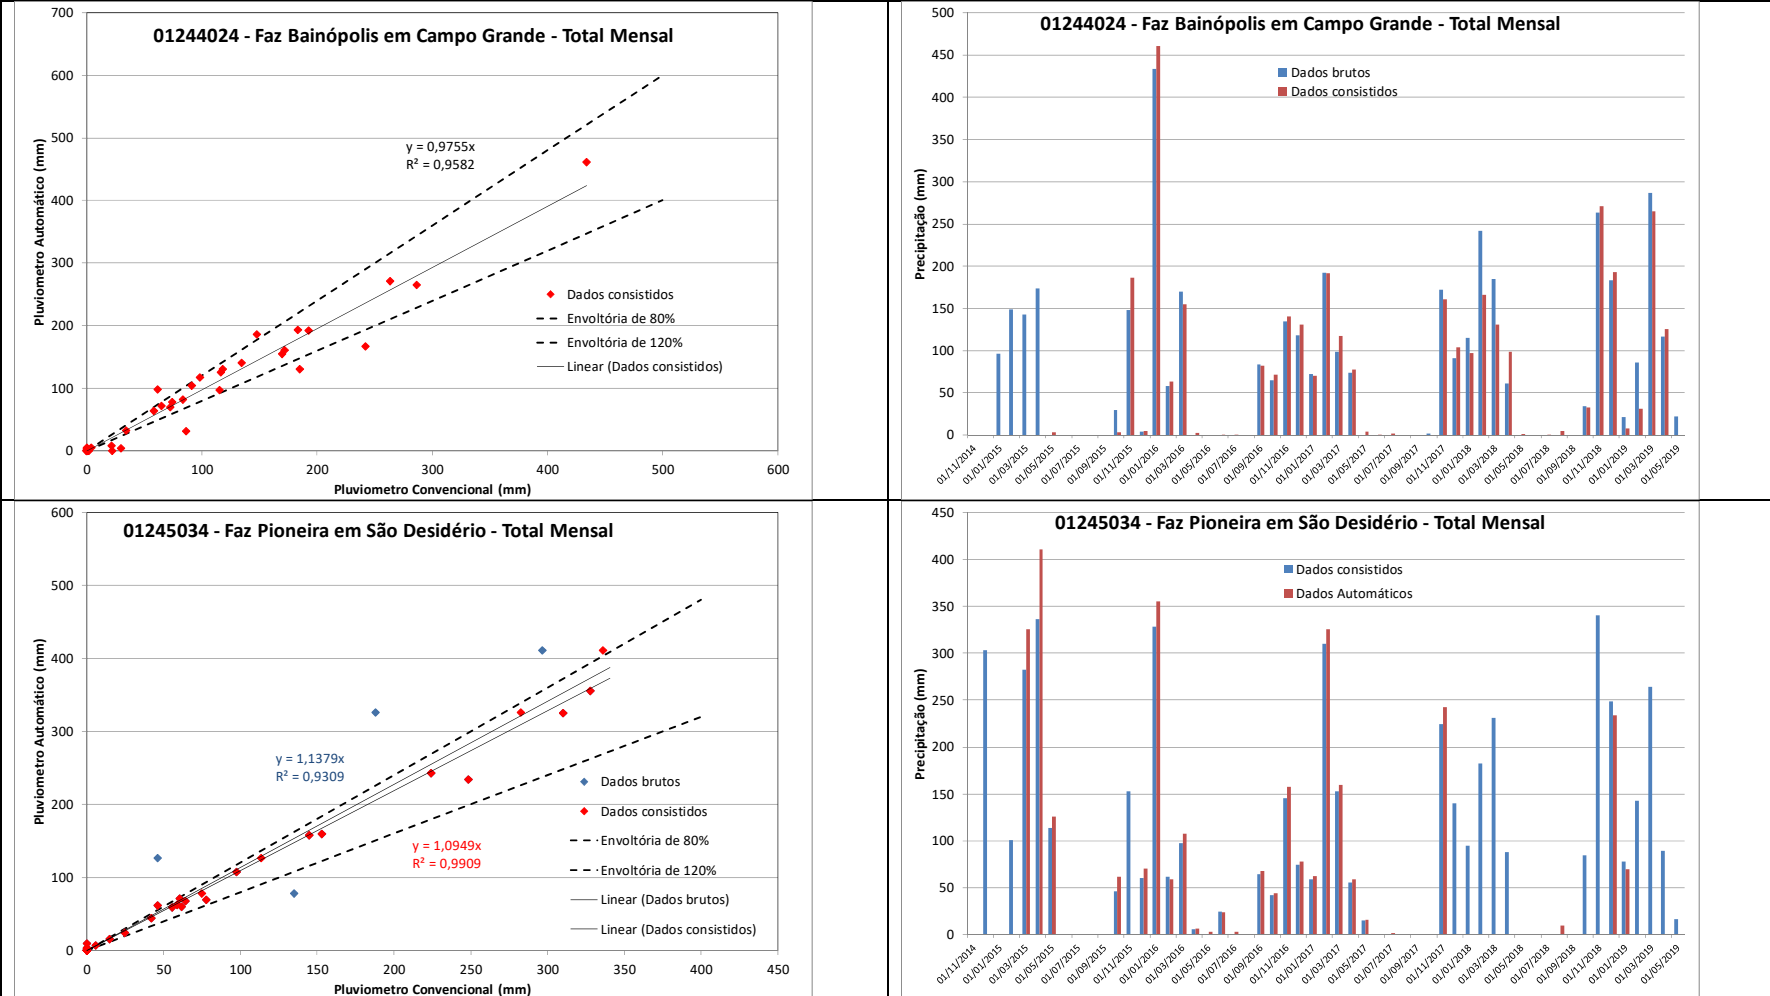 01244024 - Faz Bainópolis em Campo Grande - Total Mensal
Pluviometro Automático (mm)
700
600
500
400
300
200
100
0
y = 0,9755x
R² = 0,9582
Dados consistidos
Envoltória de 80%
Envoltória de 120%
Linear (Dados consistidos)
0 100 200 300 400 500 600
Pluviometro Convencional (mm)
01244024 - Faz Bainópolis em Campo Grande - Total Mensal
Precipitação (mm)
500
450
400
350
300
250
200
150
100
50
0
Dados brutos
Dados consistidos
01/11/2014 01/01/2015 01/03/2015 01/05/2015 01/07/2015 01/09/2015 01/11/2015 01/01/2016 01/03/2016 01/05/2016 01/07/2016 01/09/2016 01/11/2016 01/01/2017 01/03/2017 01/05/2017 01/07/2017 01/09/2017 01/11/2017 01/01/2018 01/03/2018 01/05/2018 01/07/2018 01/09/2018 01/11/2018 01/01/2019 01/03/2019 01/05/2019
01245034 - Faz Pioneira em São Desidério - Total Mensal
Pluviometro Automático (mm)
600
500
400
300
200
100
0
y = 1,1379x
R² = 0,9309
y = 1,0949x
R² = 0,9909
Dados brutos
Dados consistidos
Envoltória de 80%
Envoltória de 120%
Linear (Dados brutos)
Linear (Dados consistidos)
0 50 100 150 200 250 300 350 400 450
Pluviometro Convencional (mm)
01245034 - Faz Pioneira em São Desidério - Total Mensal
Precipitação (mm)
450
400
350
300
250
200
150
100
50
0
Dados consistidos
Dados Automáticos
01/11/2014 01/01/2015 01/03/2015 01/05/2015 01/07/2015 01/09/2015 01/11/2015 01/01/2016 01/03/2016 01/05/2016 01/07/2016 01/09/2016 01/11/2016 01/01/2017 01/03/2017 01/05/2017 01/07/2017 01/09/2017 01/11/2017 01/01/2018 01/03/2018 01/05/2018 01/07/2018 01/09/2018 01/11/2018 01/01/2019 01/03/2019 01/05/2019